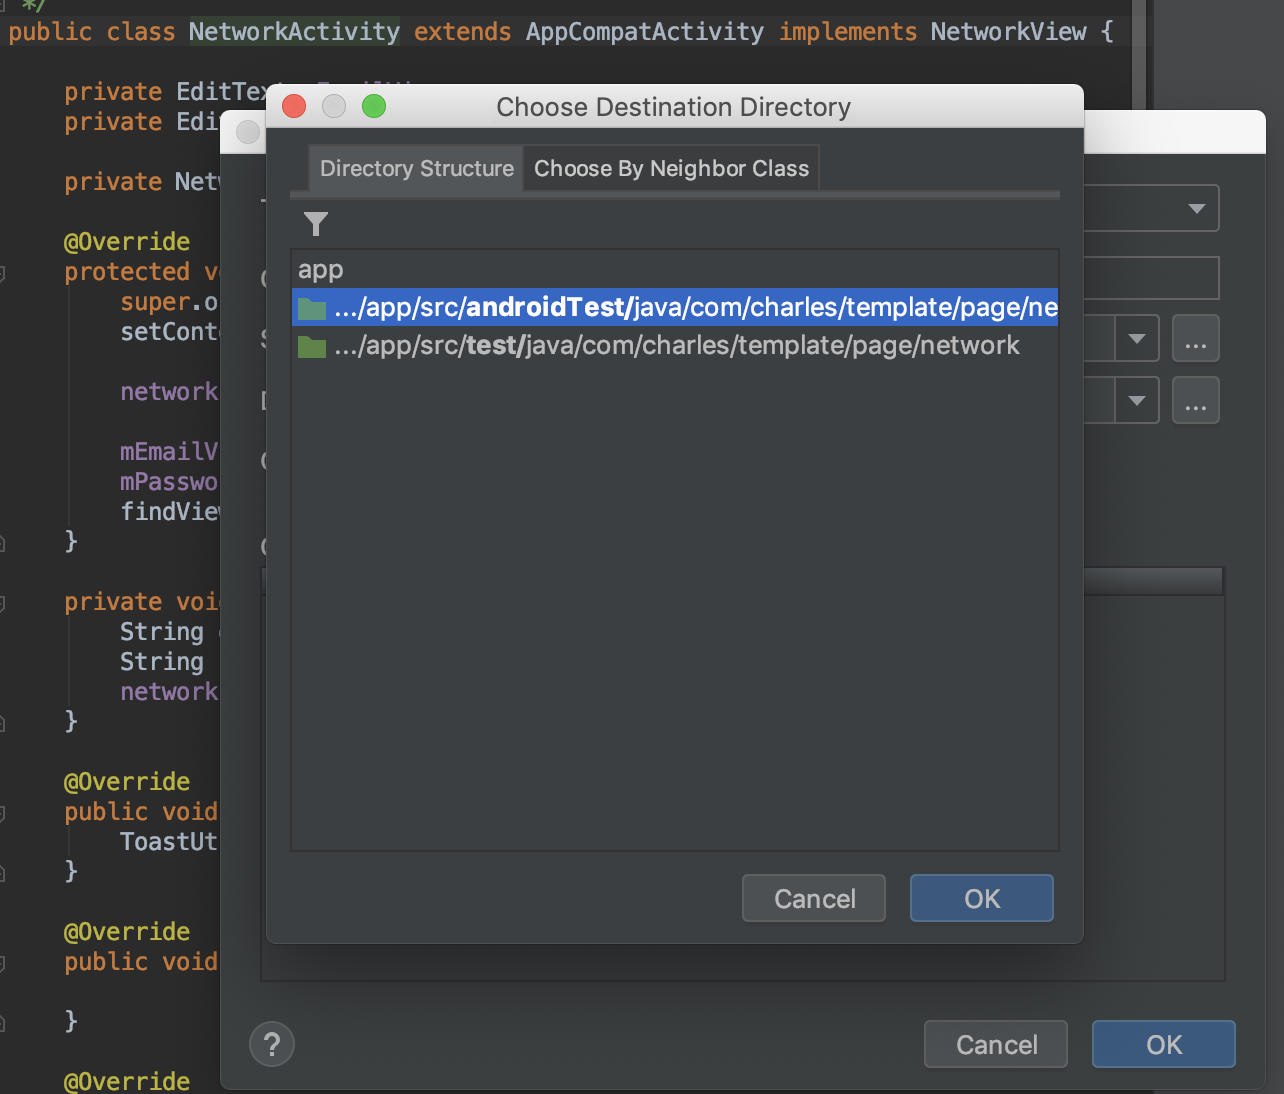 */
public class NetworkActivity extends AppCompatActivity implements NetworkView {
private EditTex
private Edi
private Net
@Override
protected v
super.o
setConte
network
mEmailV
mPasswo
findView
}
private voi
String
String
network
}
@Override
public void
ToastUt
}
@Override
public void
}
@Override
Choose Destination Directory
Directory Structure
Choose By Neighbor Class
app
.../app/src/androidTest/java/com/charles/template/page/ne
.../app/src/test/java/com/charles/template/page/network
Cancel
OK
...
...
?
Cancel
OK